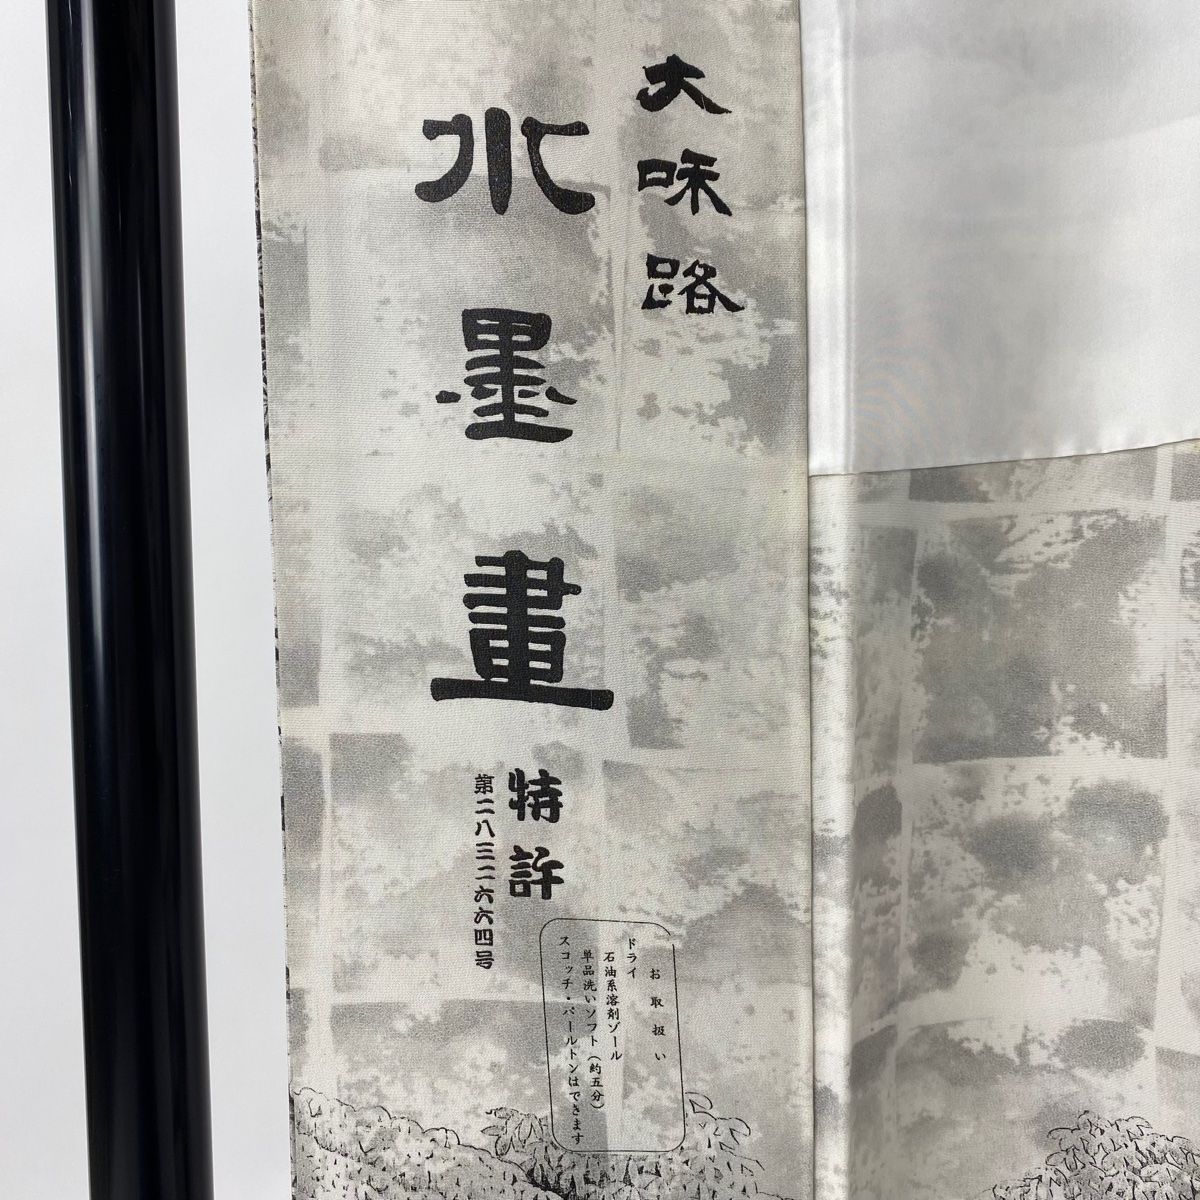 大味路
水墨畫
特許
第二八三二六六四号
お取扱い
ドライ
石油系溶剤ゾール
単品洗いソフト(約五分)
スコッチ・パールトンはできます